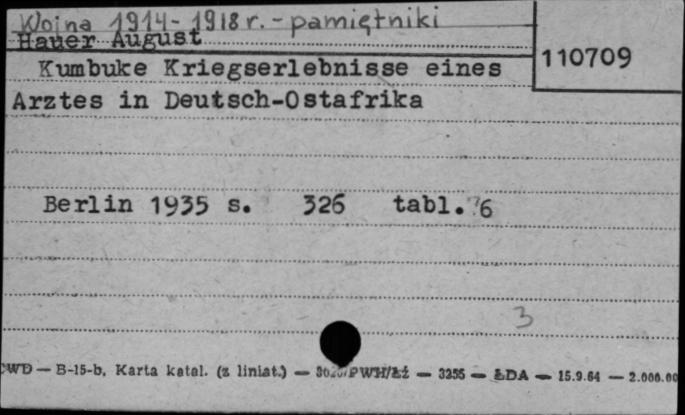 Wojna 1914-1918 r. - pamiętniki
Hauer August
110709
Kumbuke Kriegserlebnisse eines
Arztes in Deutsch-Ostafrika
Berlin 1935 s. 326 tabl. 6
3
CWD — B-15-b, Karta katal. (z liniat.) — PWH/Łź — 3255 — ŁDA — 15.9.64 — 2.000.00